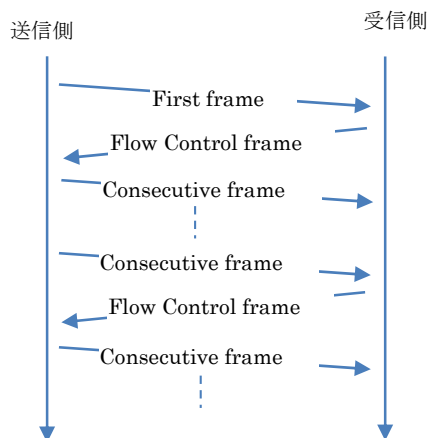 送信側
受信側
First frame
Flow Control frame
Consecutive frame
Consecutive frame
Flow Control frame
Consecutive frame